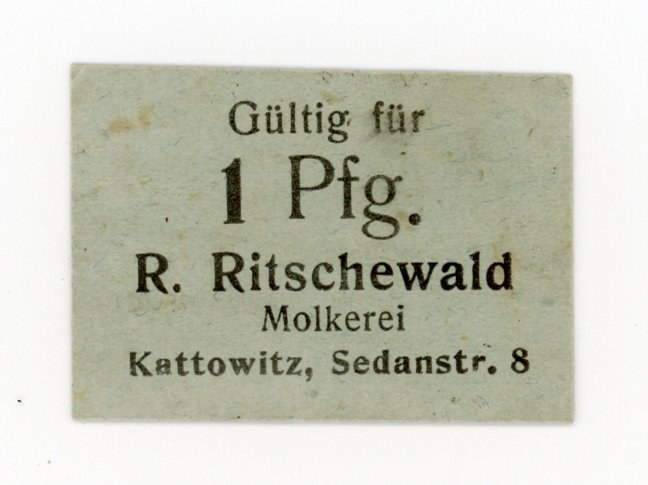 Gültig für
1 Pfg.
R. Ritschewald
Molkerei
Kattowitz, Sedanstr. 8